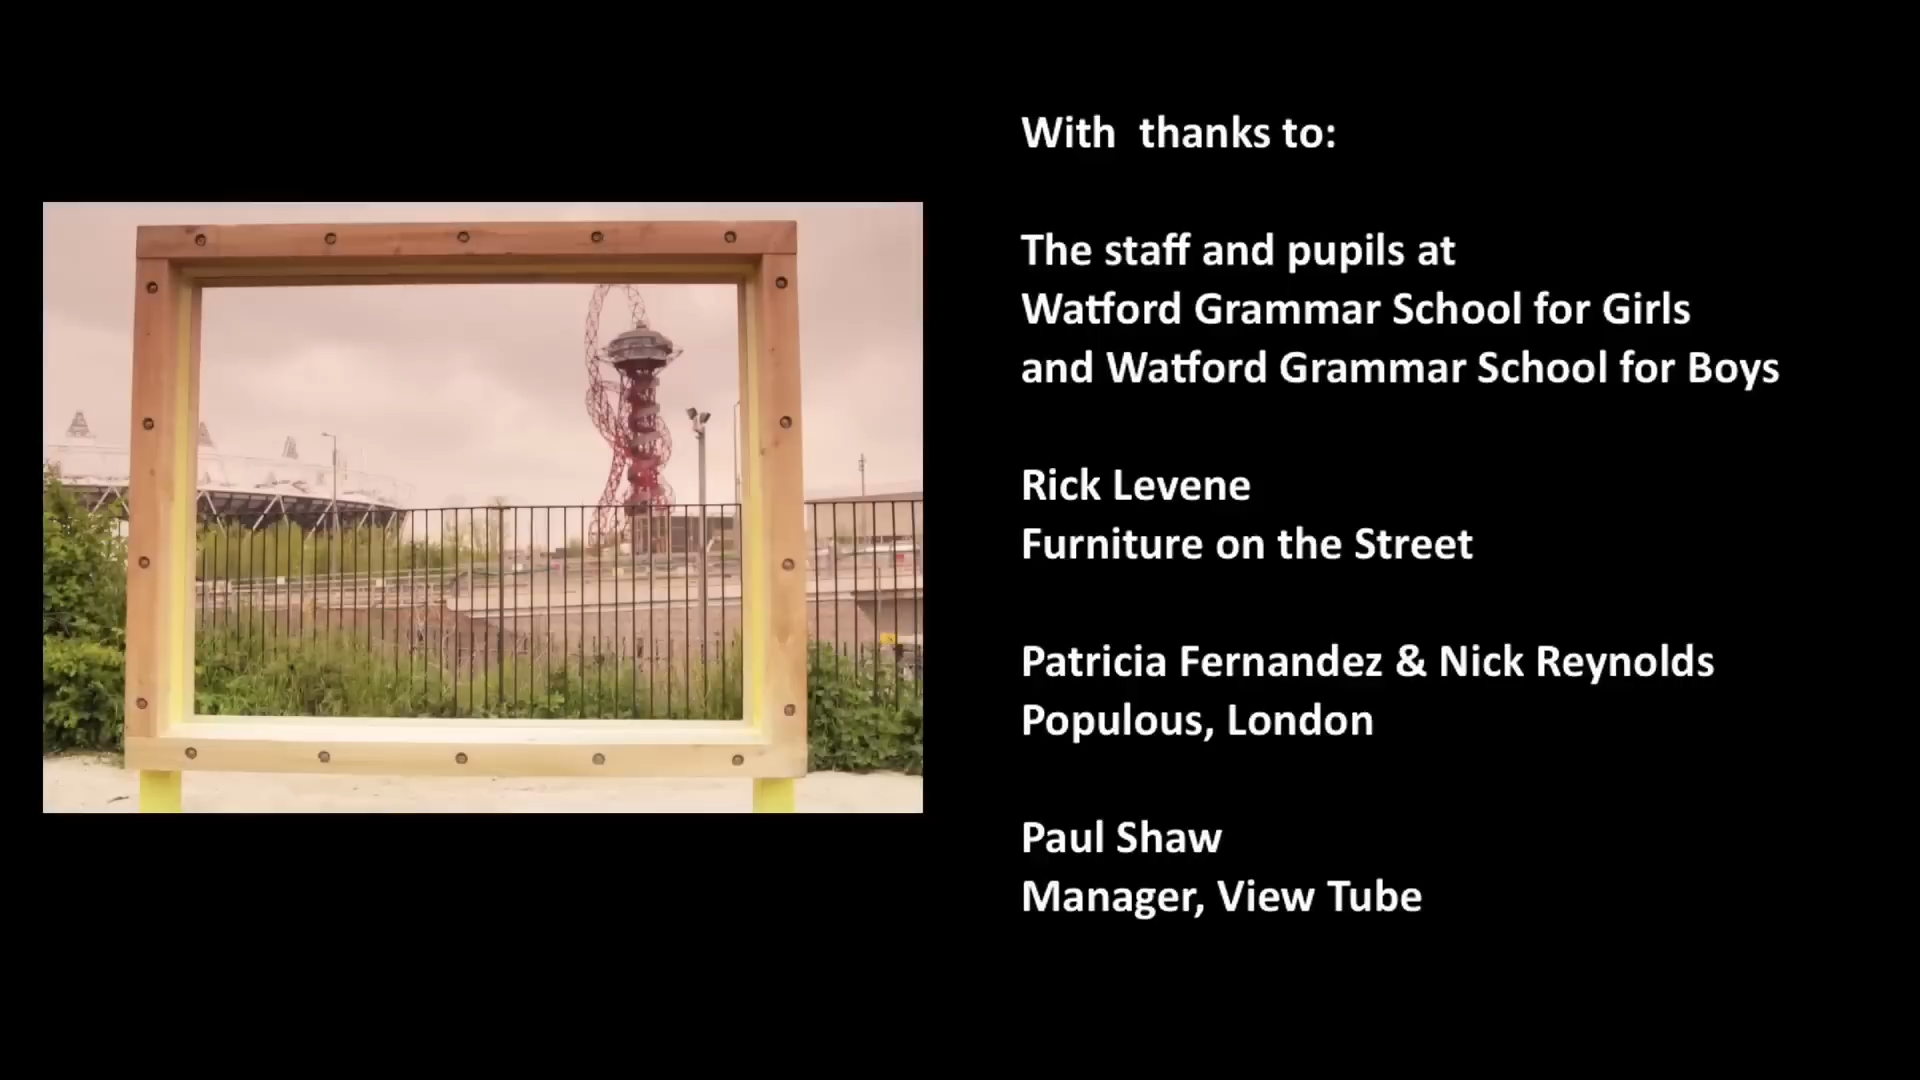 With  thanks to:
The staff and pupils at
Watford Grammar School for Girls
and Watford Grammar School for Boys
Rick Levene
Furniture on the Street
Patricia Fernandez & Nick Reynolds
Populous, London
Paul Shaw
Manager, View Tube